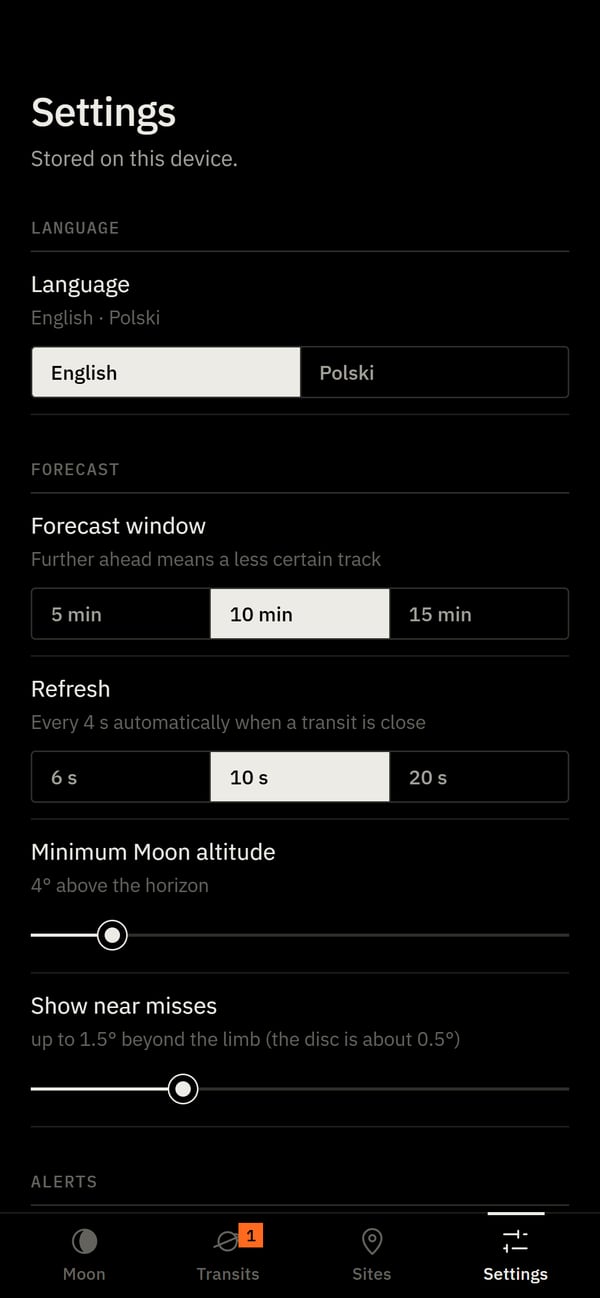 Settings
Stored on this device.
LANGUAGE
Language
English · Polski
English
Polski
FORECAST
Forecast window
Further ahead means a less certain track
5 min
10 min
15 min
Refresh
Every 4 s automatically when a transit is close
6 s
10 s
20 s
Minimum Moon altitude
4° above the horizon
Show near misses
up to 1.5° beyond the limb (the disc is about 0.5°)
ALERTS
1
Moon
Transits
Sites
Settings